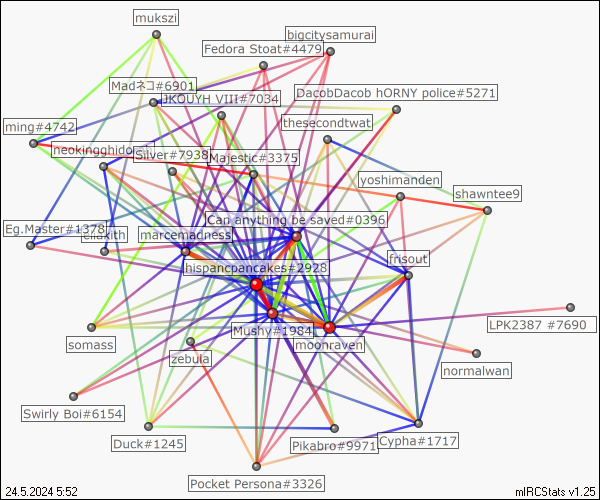 mukszi
bigcitysamurai
Fedora Stoat#4479
Madネコ#6901
JKOUYH VIII#7034
DacobDacob hORNY police#5271
ming#4742
thesecondtwat
neokingghidor
Silver#7938
Majestic#3375
yoshimanden
shawntee9
Can anything be saved#0396
Eg.Master#1378
marcemadness
hispancpancakes#2928
frisout
LPK2387 #7690
Mushy#1984
moonraven
somass
zebula
normalwan
Swirly Boi#6154
Duck#1245
Pikabro#9971
Cypha#1717
Pocket Persona#3326
24.5.2024 5:52
mIRCStats v1.25